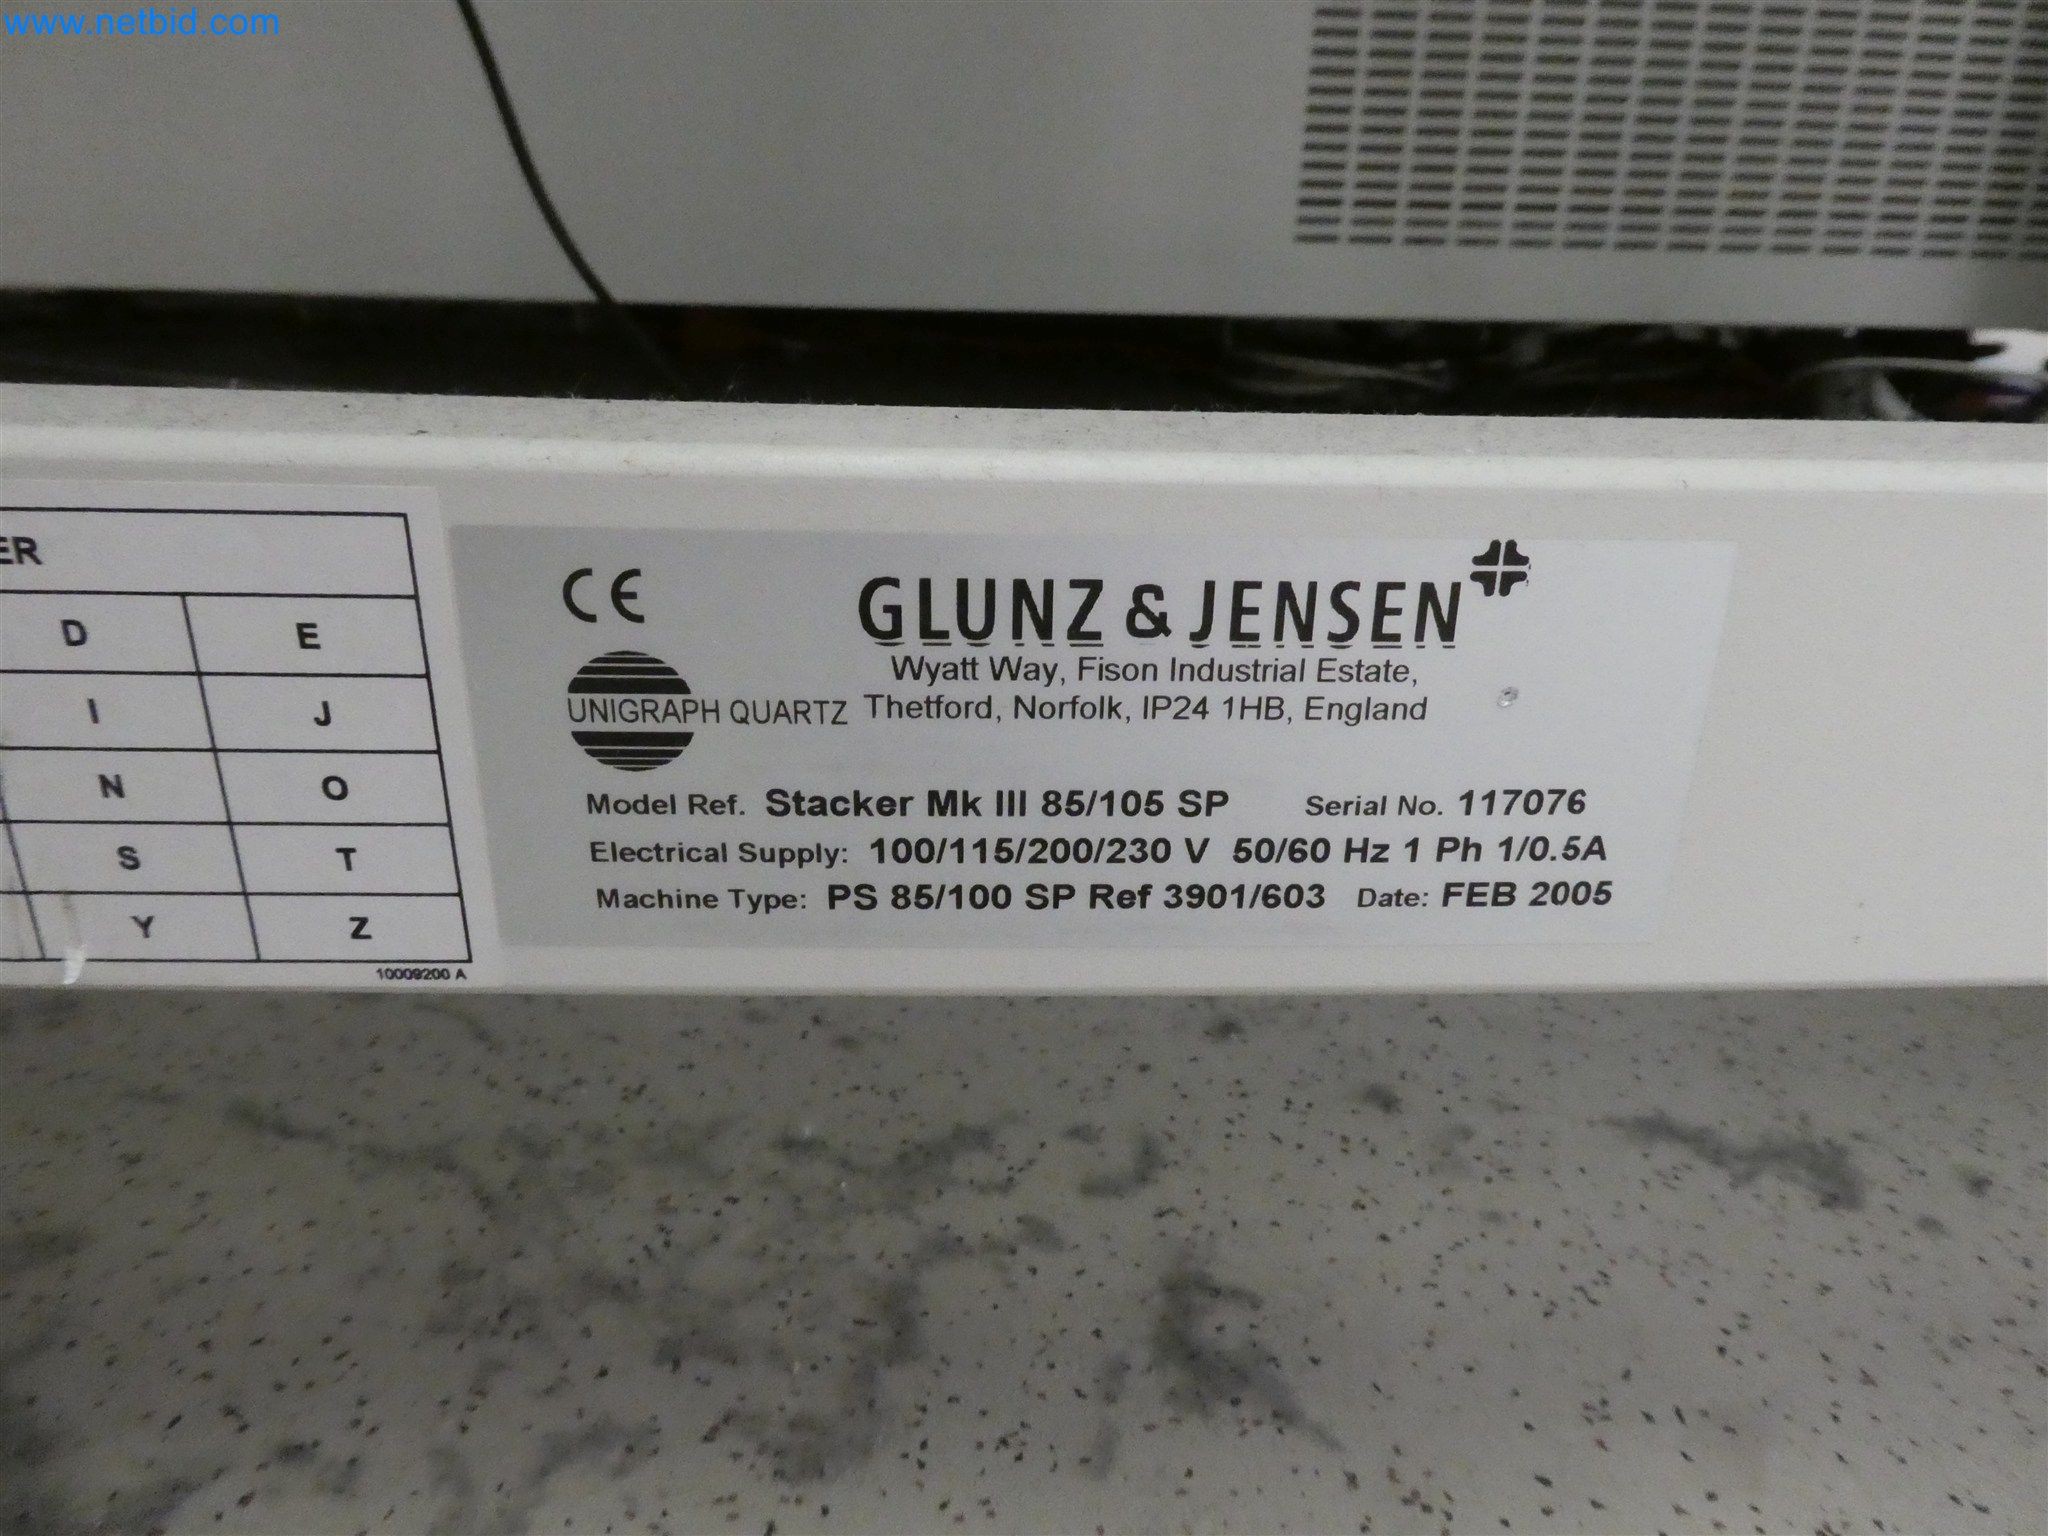 www.netbid.com
ER
D E
I J
N O
S T
Y Z
10009200 A
CE
GLUNZ & JENSEN
Wyatt Way, Fison Industrial Estate,
UNIGRAPH QUARTZ Thetford, Norfolk, IP24 1HB, England
Model Ref. Stacker Mk III 85/105 SP Serial No. 117076
Electrical Supply: 100/115/200/230 V 50/60 Hz 1 Ph 1/0.5A
Machine Type: PS 85/100 SP Ref 3901/603 Date: FEB 2005